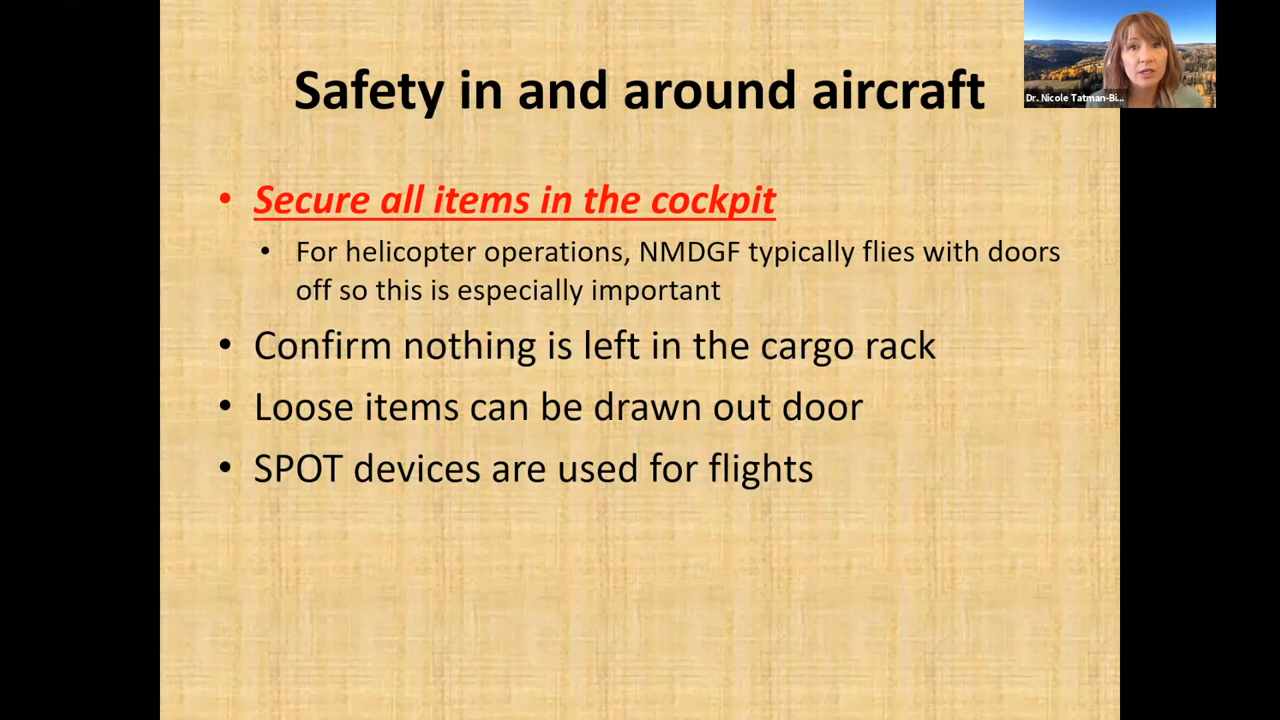 Safety in and around aircraft
Dr. Nicole Tatman-Bi...
• Secure all items in the cockpit
• For helicopter operations, NMDGF typically flies with doors
off so this is especially important
• Confirm nothing is left in the cargo rack
• Loose items can be drawn out door
• SPOT devices are used for flights